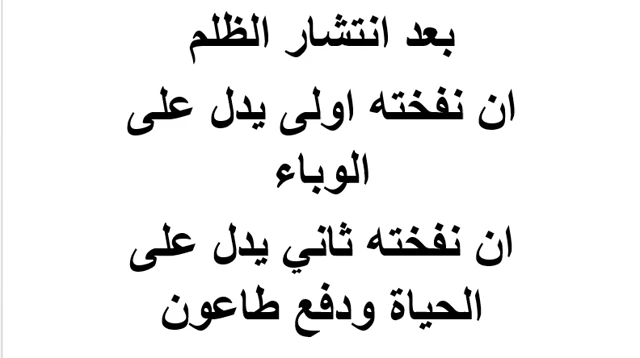 بعد انتشار الظلم
ان نفخته اولى يدل على
الوباء
ان نفخته ثاني يدل على
الحياة ودفع طاعون